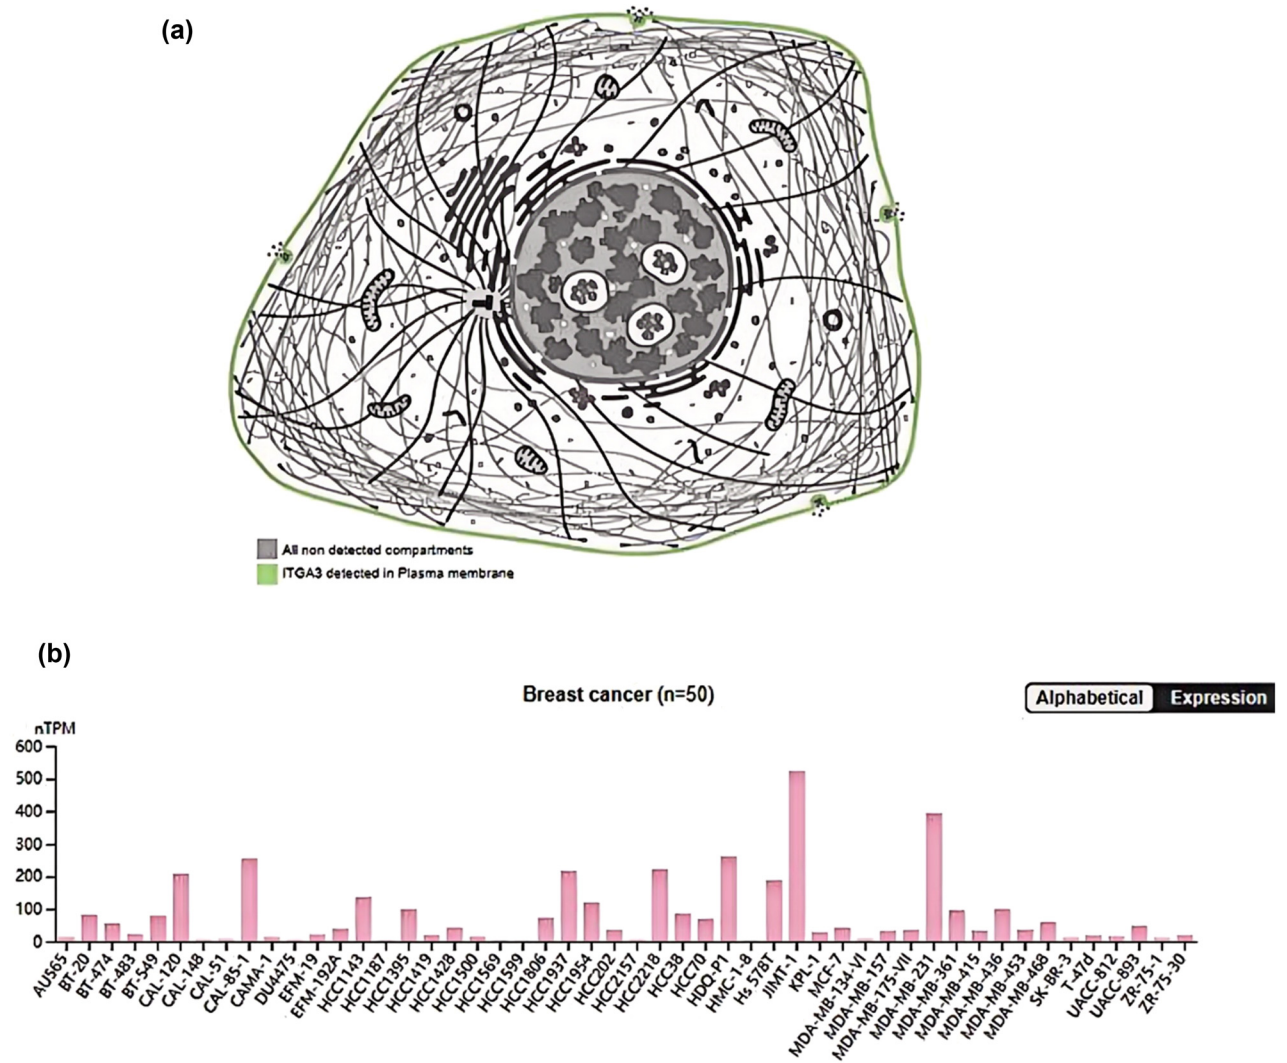 (a)
All non detected compartments
ITGA3 detected in Plasma membrane
(b)
Breast cancer (n=50)
Alphabetical
Expression
nTPM
600
500
400
300
200
100
0
AU565
BT-20
BT-474
BT-483
BT-549
CAL-120
CAL-148
CAL-51
CAL-85-1
CAMA-1
DU475
EFM-19
EFM-192A
HCC1143
HCC1187
HCC1395
HCC1419
HCC1428
HCC1500
HCC1569
HCC1599
HCC1806
HCC1937
HCC1954
HCC202
HCC2157
HCC2218
HCC38
HCC70
HDQ-P1
HMC-1-8
Hs 578T
JIMT-1
KPL-1
MCF-7
MDA-MB-134-VI
MDA-MB-157
MDA-MB-175-VII
MDA-MB-231
MDA-MB-361
MDA-MB-415
MDA-MB-436
MDA-MB-453
MDA-MB-468
SK-BR-3
T-47d
UACC-812
UACC-893
ZR-75-1
ZR-75-30